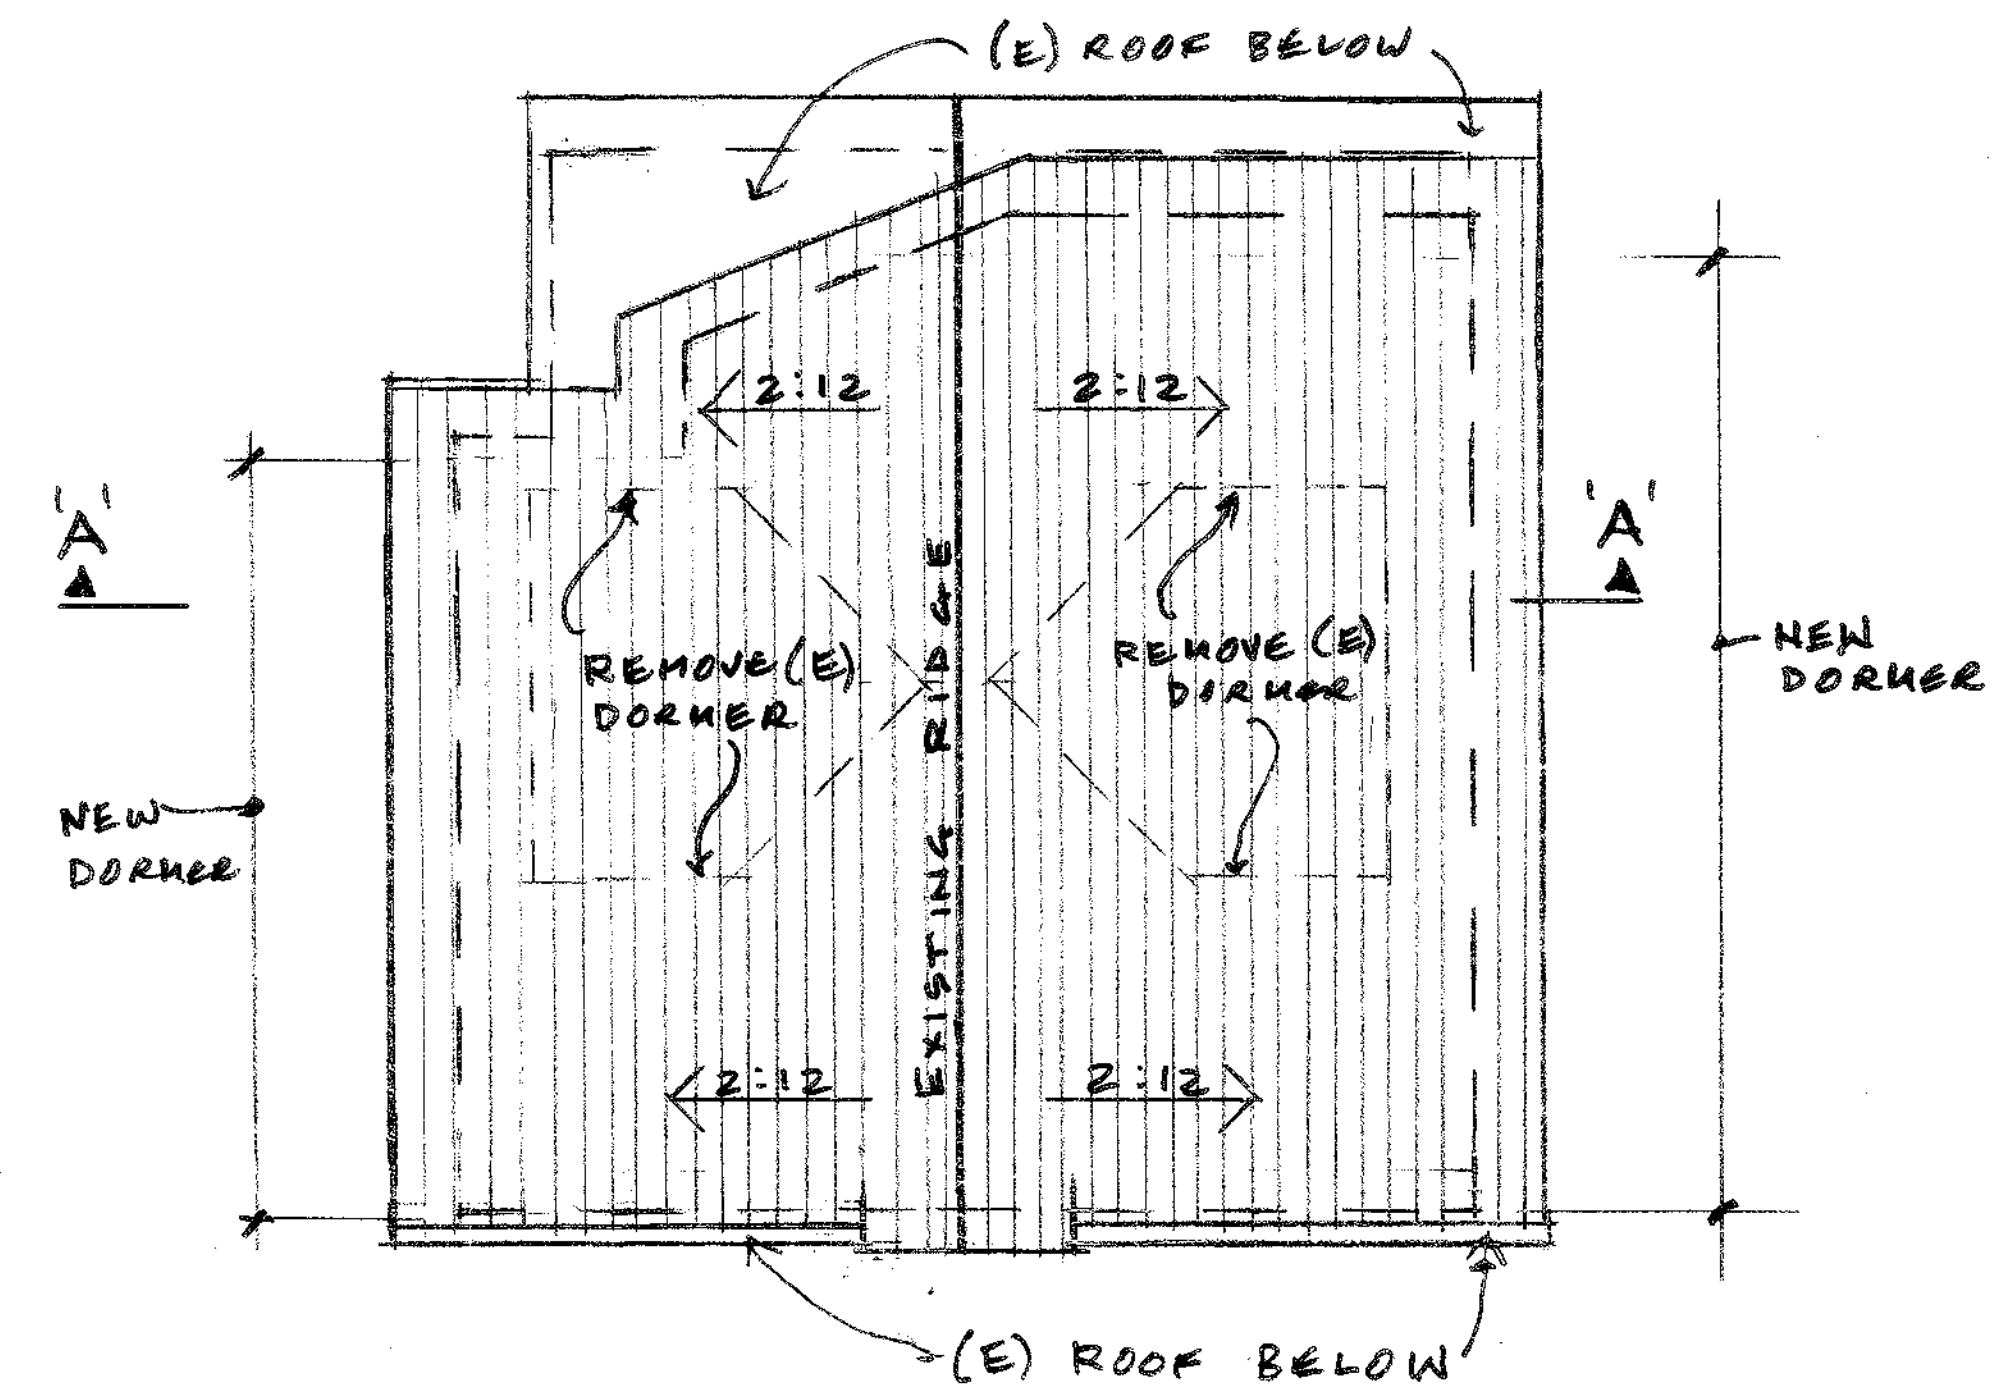 (E) ROOF BELOW
2:12
2:12
'A'
'A'
REMOVE (E)
DORMER
REMOVE (E)
DORMER
NEW
DORMER
EXISTING RIDGE
NEW
DORMER
2:12
2:12
(E) ROOF BELOW